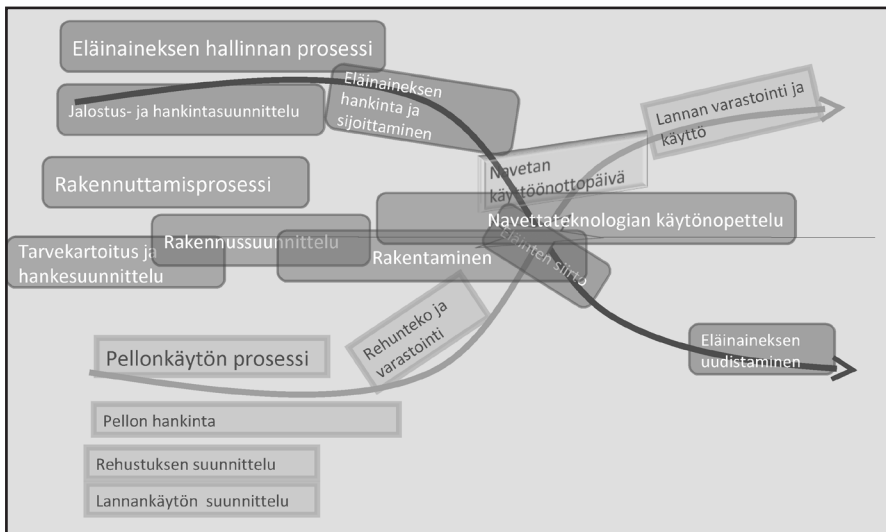 Eläinaineksen hallinnan prosessi
Jalostus- ja hankintasuunnittelu
Eläinaineksen
hankinta ja
sijoittaminen
Lannan varastointi ja
käyttö
Navetan
käyttöönottopäivä
Rakennuttamisprosessi
Navettateknologian käytönopettelu
Rakennussuunnittelu
Tarvekartoitus ja
hankesuunnittelu
Rakentaminen
Eläinten siirto
Rehunteko ja
varastointi
Pellonkäytön prosessi
Eläinaineksen
uudistaminen
Pellon hankinta
Rehustuksen suunnittelu
Lannankäytön suunnittelu